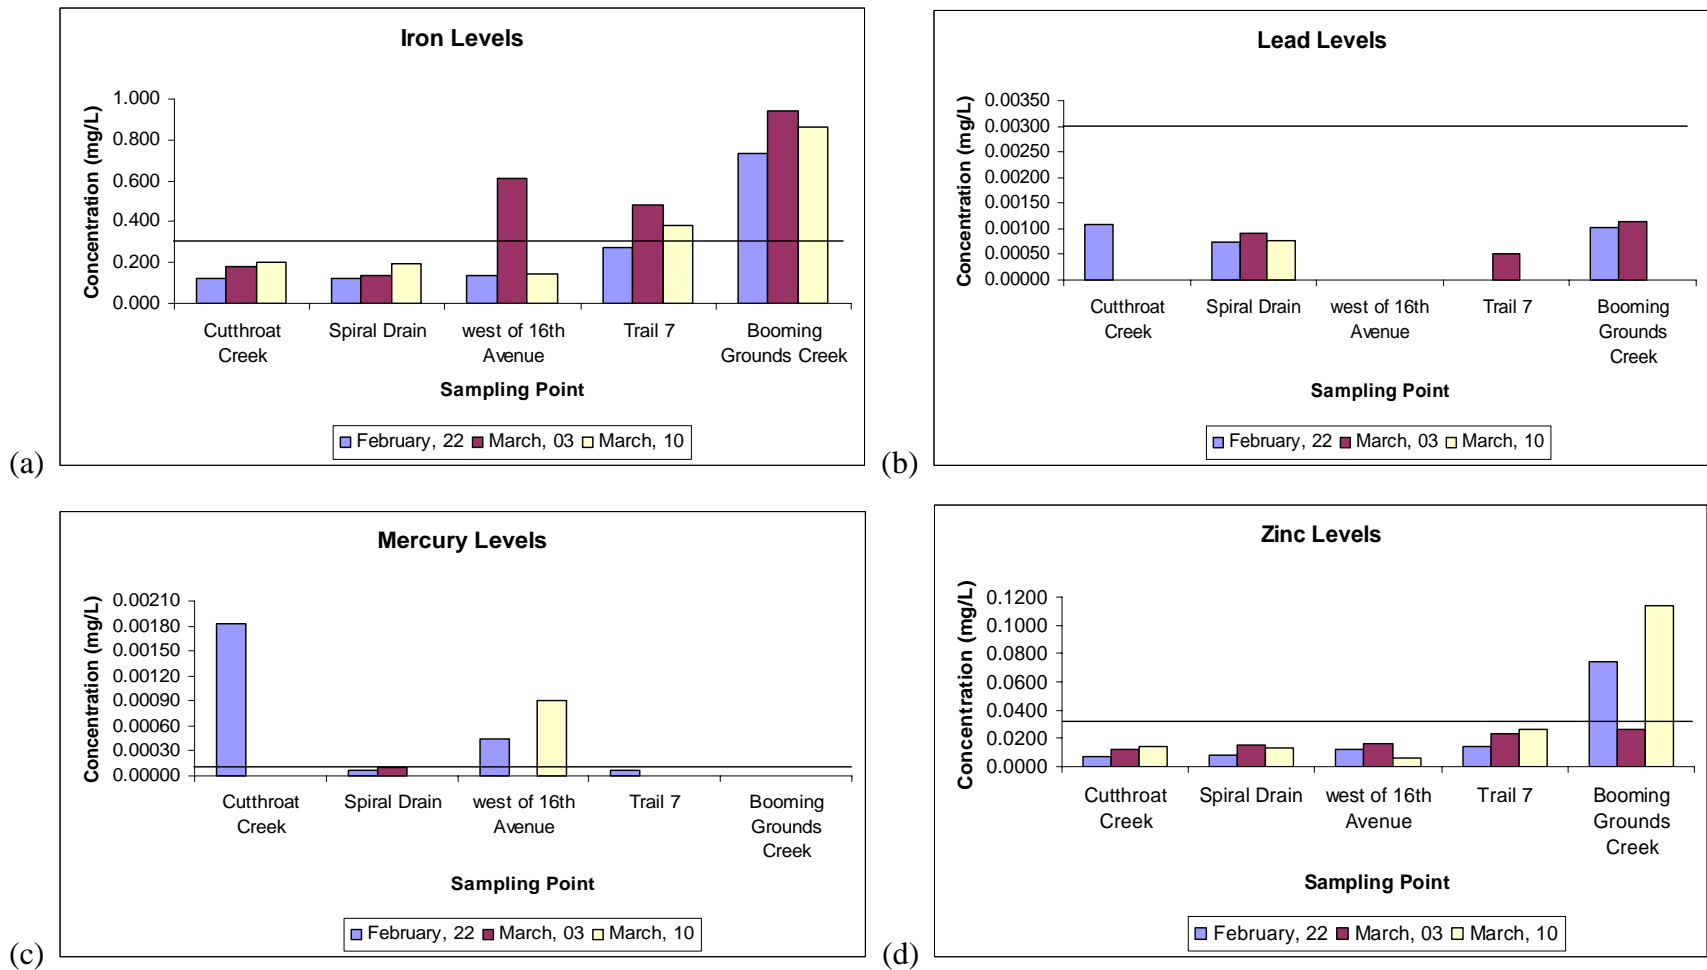 Iron Levels
Concentration (mg/L)
1.000
0.800
0.600
0.400
0.200
0.000
Cutthroat
Creek
Spiral Drain
west of 16th
Avenue
Trail 7
Booming
Grounds Creek
Sampling Point
February, 22 March, 03 March, 10
(a)
Lead Levels
Concentration (mg/L)
0.00350
0.00300
0.00250
0.00200
0.00150
0.00100
0.00050
0.00000
Cutthroat
Creek
Spiral Drain
west of 16th
Avenue
Trail 7
Booming
Grounds
Creek
Sampling Point
February, 22 March, 03 March, 10
(b)
Mercury Levels
Concentration (mg/L)
0.00210
0.00180
0.00150
0.00120
0.00090
0.00060
0.00030
0.00000
Cutthroat
Creek
Spiral Drain
west of 16th
Avenue
Trail 7
Booming
Grounds
Creek
Sampling Point
February, 22 March, 03 March, 10
(c)
Zinc Levels
Concentration (mg/L)
0.1200
0.1000
0.0800
0.0600
0.0400
0.0200
0.0000
Cutthroat
Creek
Spiral Drain
west of 16th
Avenue
Trail 7
Booming
Grounds
Creek
Sampling Point
February, 22 March, 03 March, 10
(d)